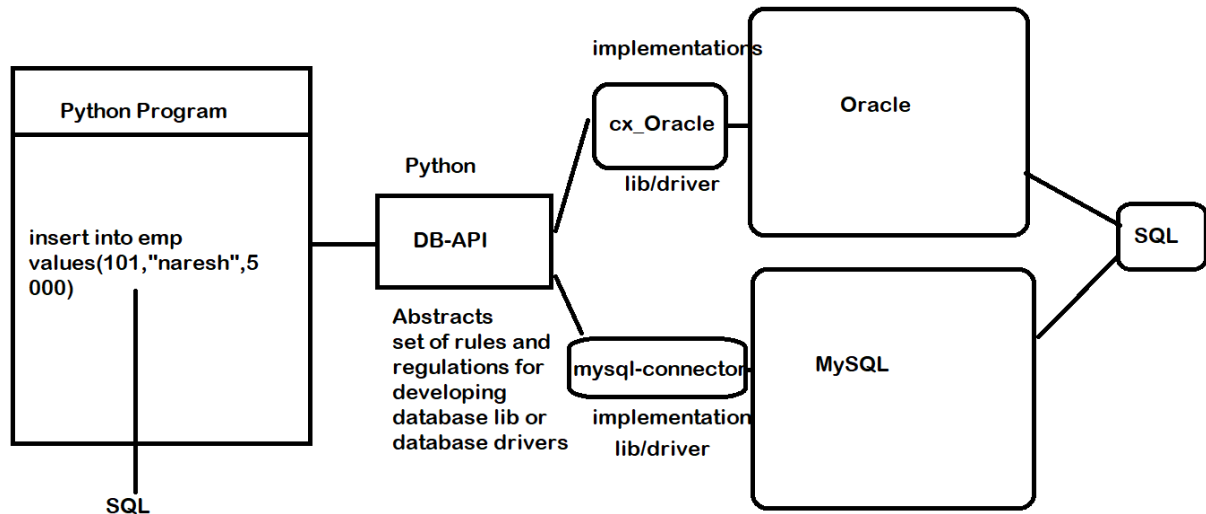 Python Program
insert into emp
values(101,"naresh",5
000)
SQL
Python
DB-API
Abstracts
set of rules and
regulations for
developing
database lib or
database drivers
implementations
cx_Oracle
lib/driver
mysql-connector
implementation
lib/driver
Oracle
MySQL
SQL